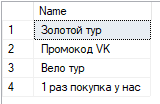 Name
1 Золотой тур
2 Промокод VK
3 Вело тур
4 1 раз покупка у нас